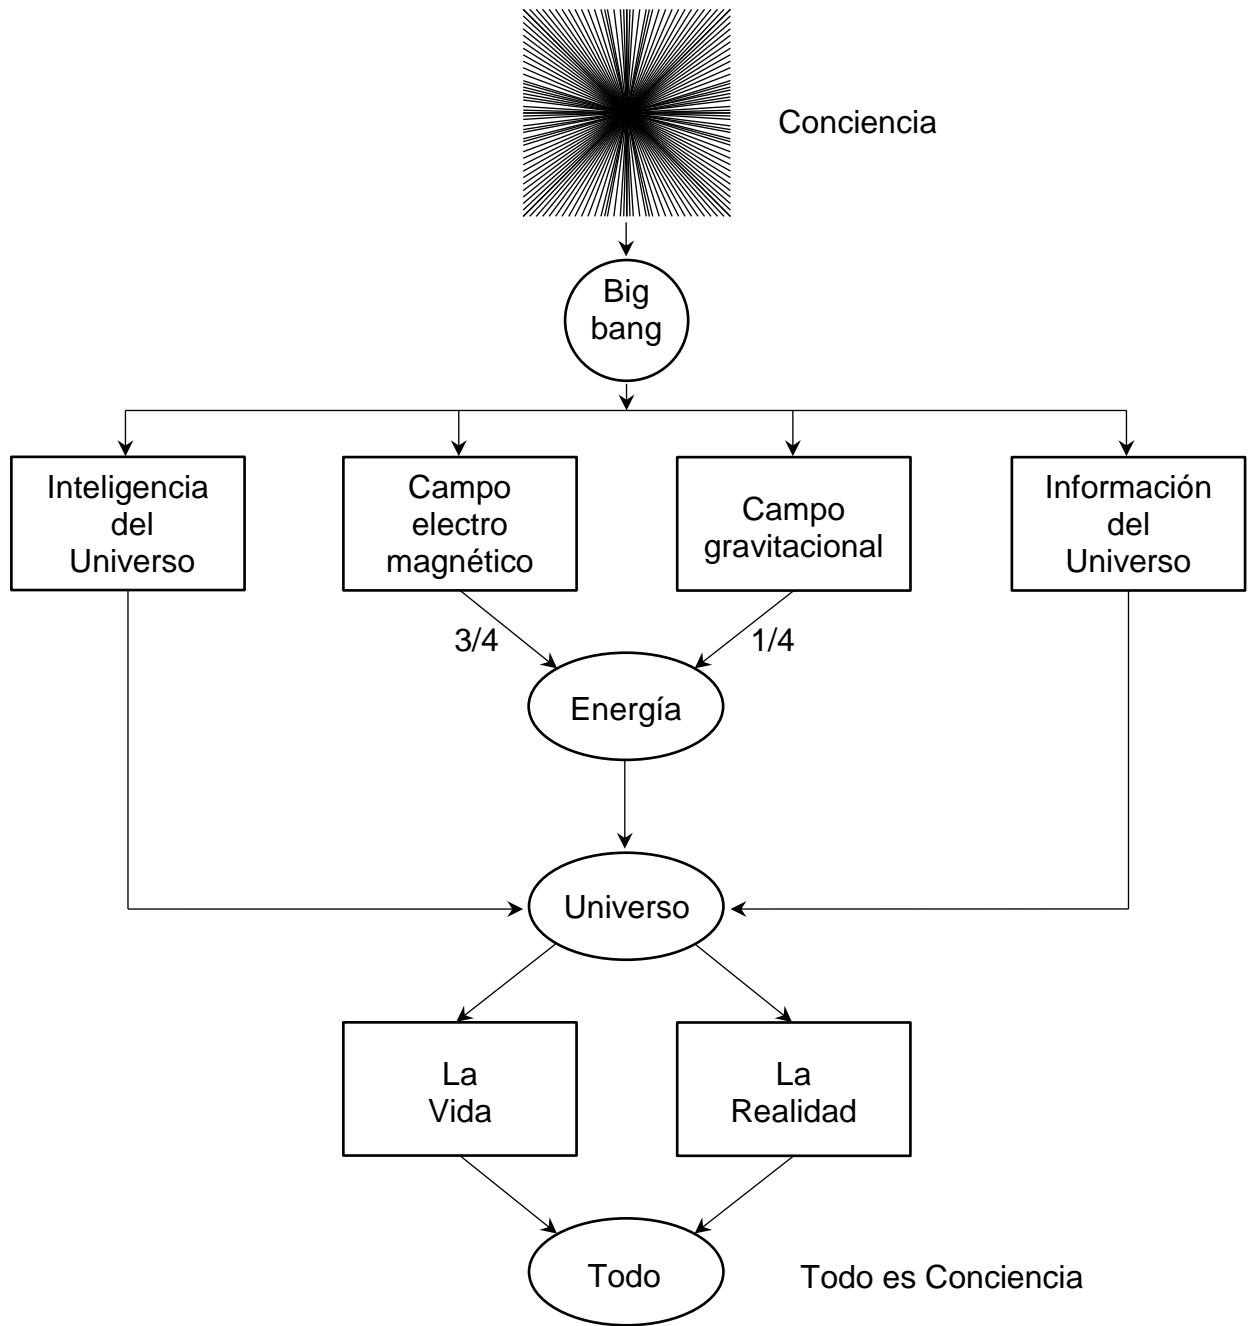 Conciencia
Big
bang
Inteligencia
del
Universo
Campo
electro
magnético
Campo
gravitacional
Información
del
Universo
3/4
1/4
Energía
Universo
La
Vida
La
Realidad
Todo
Todo es Conciencia